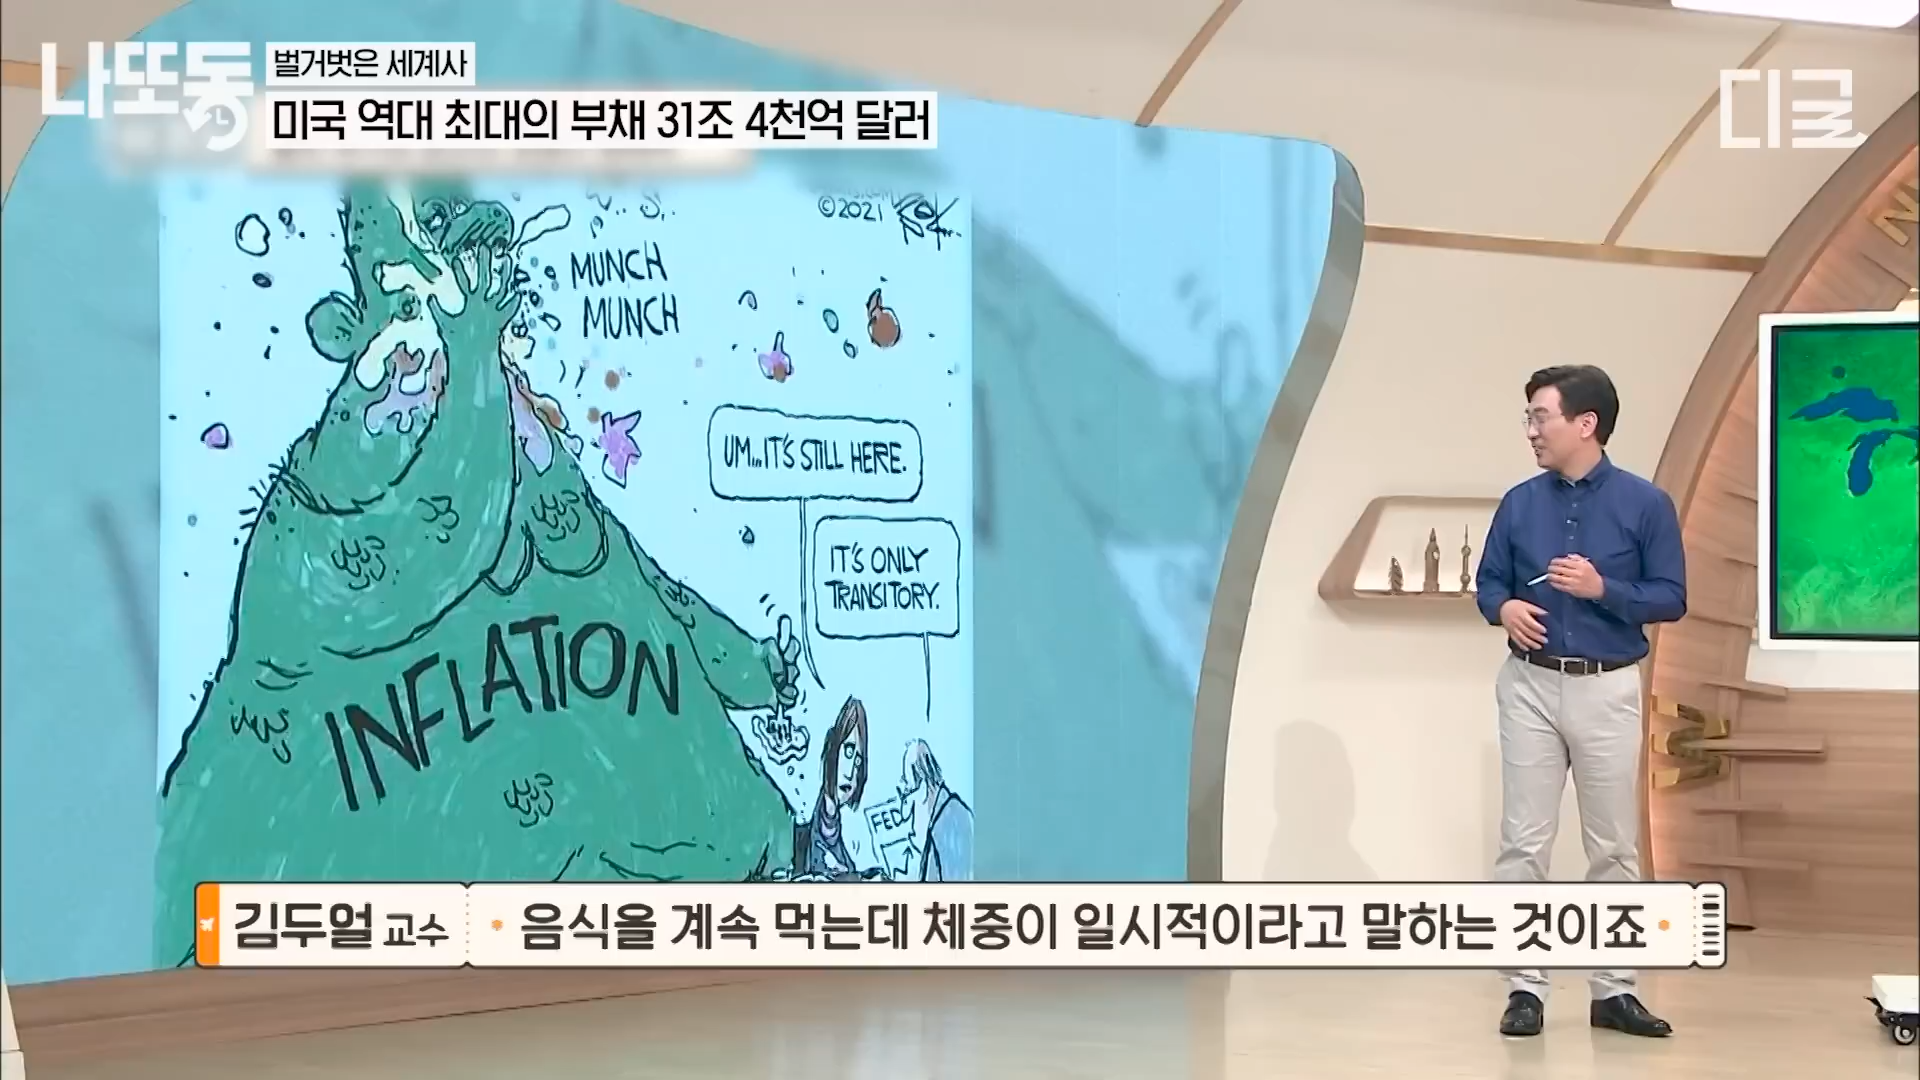 나또동
벌거벗은 세계사
미국 역대 최대의 부채 31조 4천억 달러
디글
©2021
MUNCH
MUNCH
UM...IT'S STILL HERE.
IT'S ONLY
TRANSITORY.
INFLATION
FED
김두얼 교수
음식을 계속 먹는데 체중이 일시적이라고 말하는 것이죠